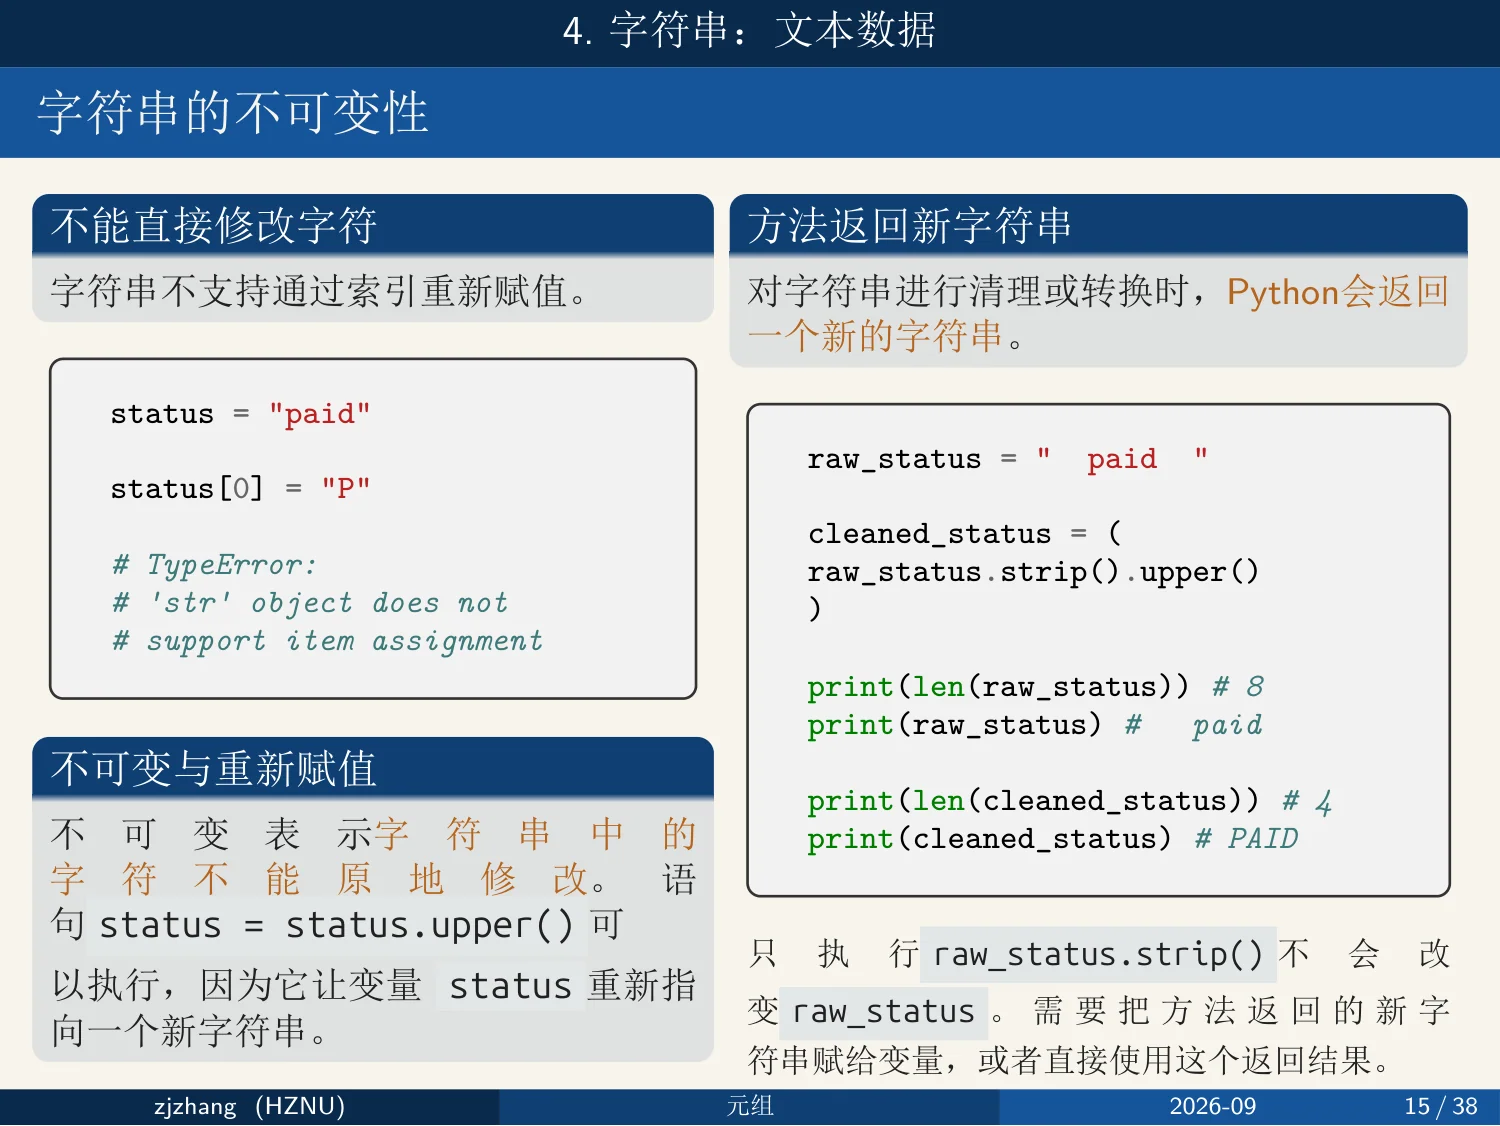 4. 字符串：文本数据
字符串的不可变性
不能直接修改字符
字符串不支持通过索引重新赋值。
status = "paid"
status[0] = "P"
# TypeError:
# 'str' object does not
# support item assignment
不可变与重新赋值
不可变表示字符串中的
字符不能原地修改。语
句 status = status.upper() 可
以执行，因为它让变量 status 重新指
向一个新字符串。
方法返回新字符串
对字符串进行清理或转换时，Python会返回
一个新的字符串。
raw_status = "  paid  "
cleaned_status = (
raw_status.strip().upper()
)
print(len(raw_status)) # 8
print(raw_status) #   paid
print(len(cleaned_status)) # 4
print(cleaned_status) # PAID
只执行 raw_status.strip() 不会改
变 raw_status 。需要把方法返回的新字
符串赋给变量，或者直接使用这个返回结果。
zjzhang (HZNU)
元组
2026-09
15 / 38